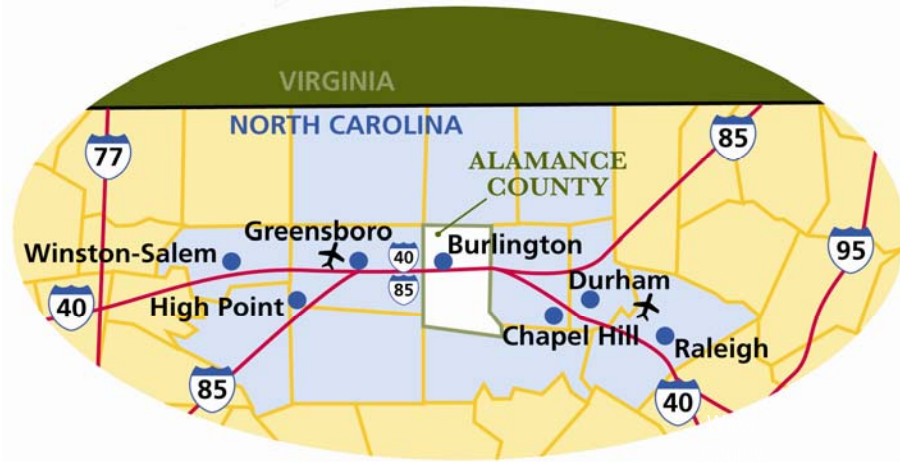 VIRGINIA
NORTH CAROLINA
77
85
ALAMANCE
COUNTY
Greensboro
40
Burlington
Winston-Salem
95
85
Durham
40
High Point
Chapel Hill
Raleigh
85
40